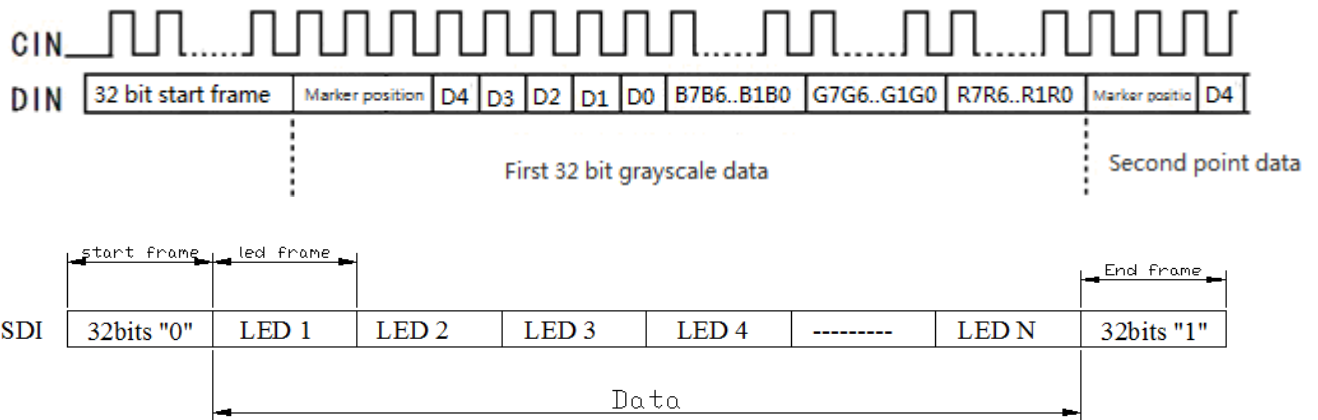 CIN
DIN 32 bit start frame Marker position D4 D3 D2 D1 D0 B7B6..B1B0 G7G6..G1G0 R7R6..R1R0 Marker positio D4
First 32 bit grayscale data
Second point data
start frame led frame End frame
SDI 32bits "0" LED 1 LED 2 LED 3 LED 4 --------- LED N 32bits "1"
Data